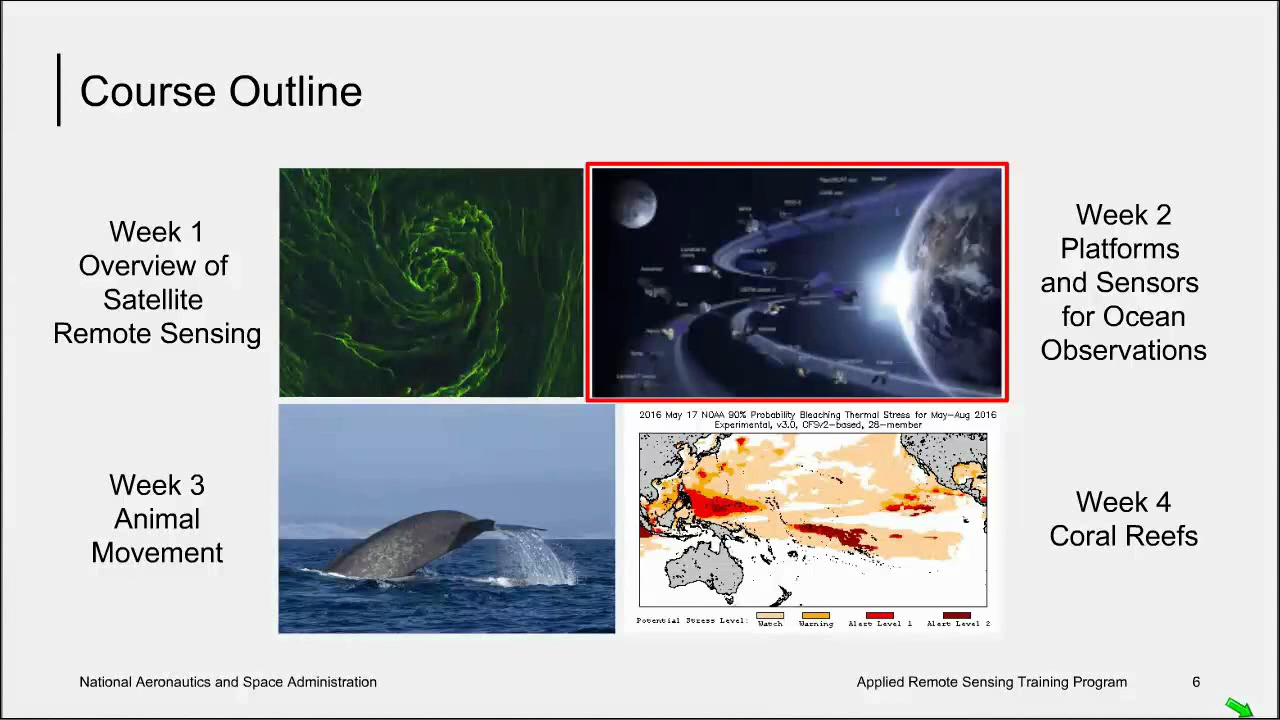 Course Outline
Week 1
Overview of
Satellite
Remote Sensing
Week 2
Platforms
and Sensors
for Ocean
Observations
Week 3
Animal
Movement
2016 May 17 NOAA 90% Probability Bleaching Thermal Stress for May-Aug 2016
Experimental, v3.0, CFSv2-based, 28-member
Potential Stress Level: Watch Warning Alert Level 1 Alert Level 2
Week 4
Coral Reefs
National Aeronautics and Space Administration
Applied Remote Sensing Training Program
6